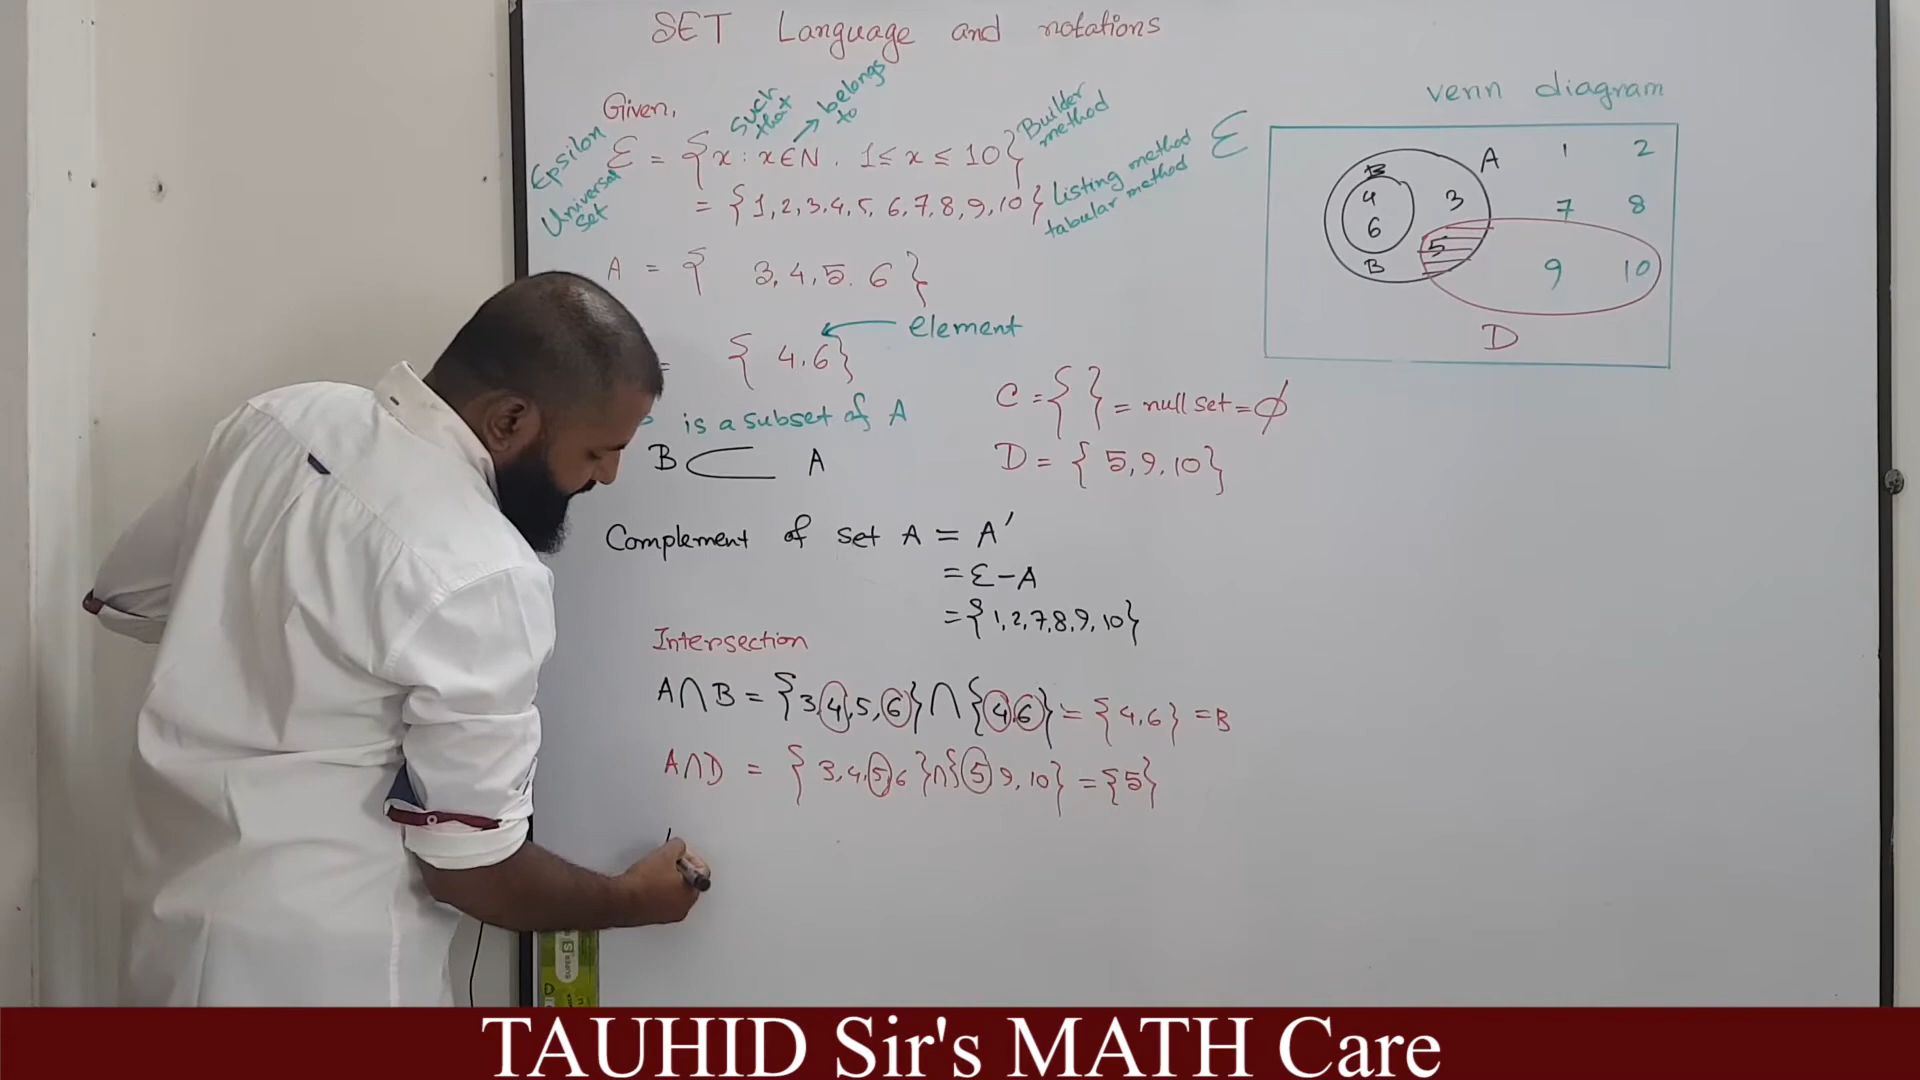 SET Language and notations
Given,
such that
belongs to
Epsilon
Universal set
ℰ = {x : x∈N, 1≤ x ≤ 10}
Builder method
= {1,2,3,4,5,6,7,8,9,10}
Listing method
tabular method
A = { 3,4,5.6}
= { 4,6}
element
is a subset of A
B ⊂ A
C = { } = null set = ϕ
D = { 5,9,10}
Complement of set A = A′
= ℰ - A
= {1,2,7,8,9,10}
Intersection
A∩B = {3,4,5,6}∩{4,6} = {4,6} = B
A∩D = {3,4,5,6}∩{5,9,10} = {5}
venn diagram
ℰ
A
1 2
B
4
6
3
7 8
5
B
9 10
D
SUPER
TAUHID Sir's MATH Care